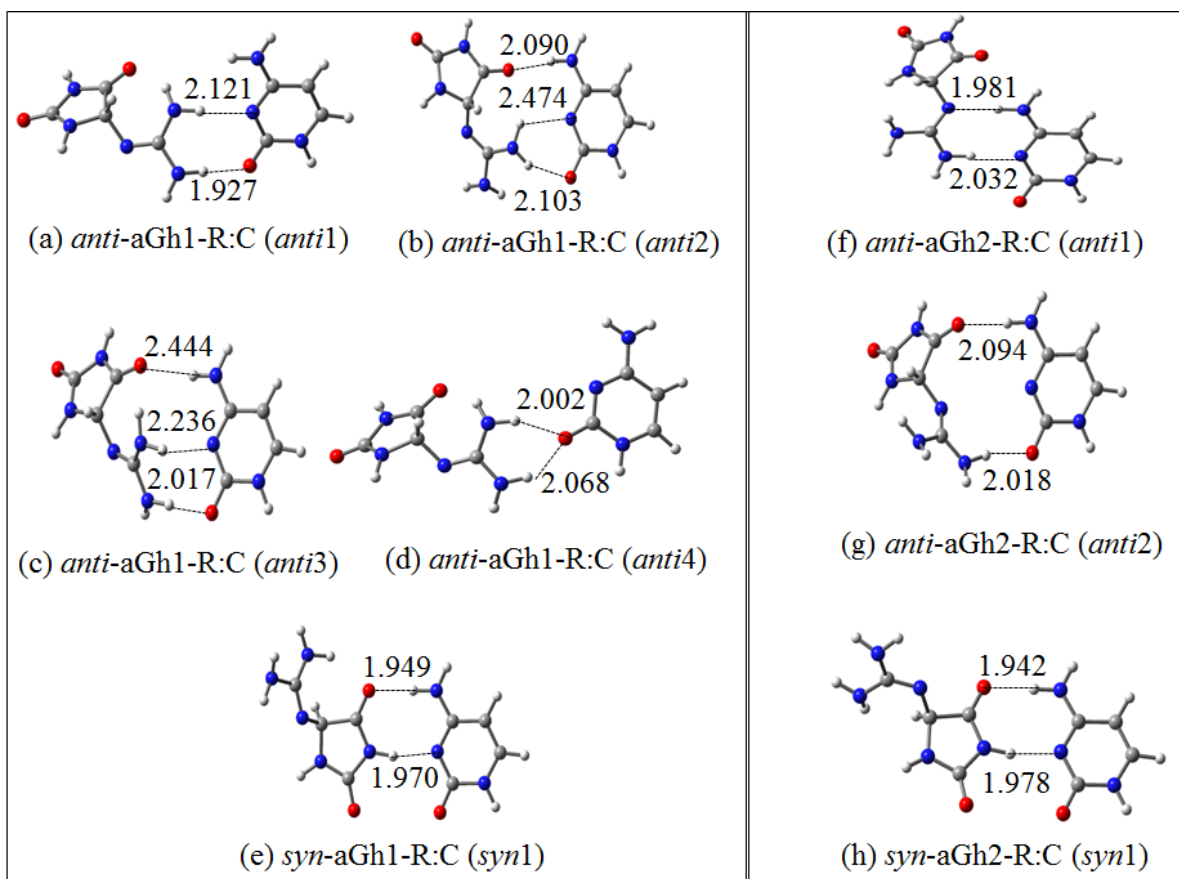 2.121
1.927
(a) anti-aGh1-R:C (anti1)
2.090
2.474
2.103
(b) anti-aGh1-R:C (anti2)
1.981
2.032
(f) anti-aGh2-R:C (anti1)
2.444
2.236
2.017
(c) anti-aGh1-R:C (anti3)
2.002
2.068
(d) anti-aGh1-R:C (anti4)
2.094
2.018
(g) anti-aGh2-R:C (anti2)
1.949
1.970
(e) syn-aGh1-R:C (syn1)
1.942
1.978
(h) syn-aGh2-R:C (syn1)